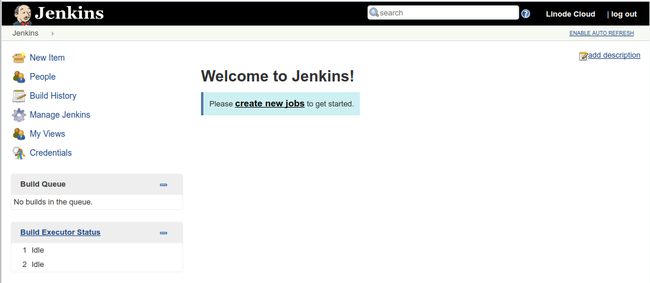 Jenkins
search
Linode Cloud | log out
Jenkins ›
ENABLE AUTO REFRESH
New Item
People
Build History
Manage Jenkins
My Views
Credentials
add description
Welcome to Jenkins!
Please create new jobs to get started.
Build Queue
No builds in the queue.
Build Executor Status
1 Idle
2 Idle